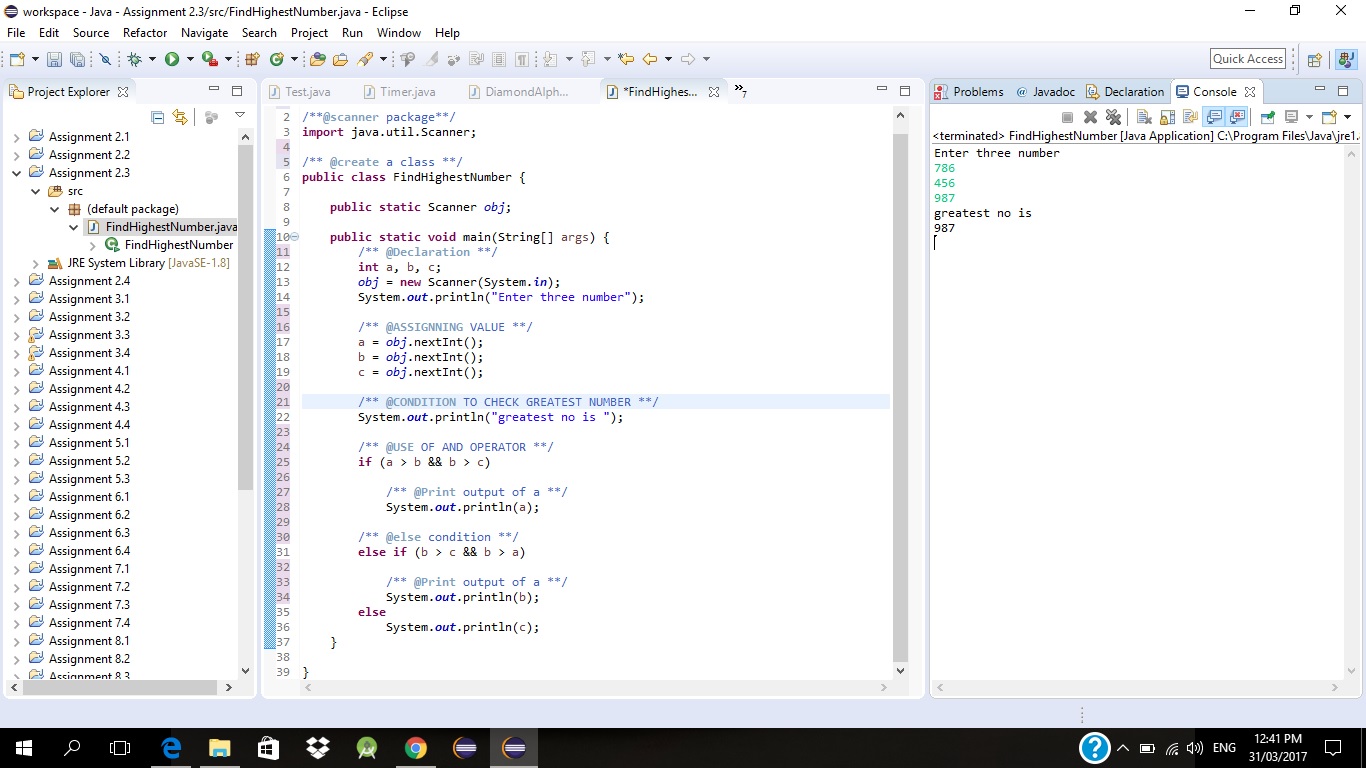 workspace - Java - Assignment 2.3/src/FindHighestNumber.java - Eclipse
File Edit Source Refactor Navigate Search Project Run Window Help
Quick Access
Project Explorer
Assignment 2.1
Assignment 2.2
Assignment 2.3
src
(default package)
FindHighestNumber.java
FindHighestNumber
JRE System Library [JavaSE-1.8]
Assignment 2.4
Assignment 3.1
Assignment 3.2
Assignment 3.3
Assignment 3.4
Assignment 4.1
Assignment 4.2
Assignment 4.3
Assignment 4.4
Assignment 5.1
Assignment 5.2
Assignment 5.3
Assignment 6.1
Assignment 6.2
Assignment 6.3
Assignment 6.4
Assignment 7.1
Assignment 7.2
Assignment 7.3
Assignment 7.4
Assignment 8.1
Assignment 8.2
Assignment 8.3
Test.java Timer.java DiamondAlph... *FindHighes... »7
2 /**@scanner package**/
3 import java.util.Scanner;
4
5 /** @create a class **/
6 public class FindHighestNumber {
7
8 public static Scanner obj;
9
10 public static void main(String[] args) {
11 /** @Declaration **/
12 int a, b, c;
13 obj = new Scanner(System.in);
14 System.out.println("Enter three number");
15
16 /** @ASSIGNNING VALUE **/
17 a = obj.nextInt();
18 b = obj.nextInt();
19 c = obj.nextInt();
20
21 /** @CONDITION TO CHECK GREATEST NUMBER **/
22 System.out.println("greatest no is ");
23
24 /** @USE OF AND OPERATOR **/
25 if (a > b && b > c)
26
27 /** @Print output of a **/
28 System.out.println(a);
29
30 /** @else condition **/
31 else if (b > c && b > a)
32
33 /** @Print output of a **/
34 System.out.println(b);
35 else
36 System.out.println(c);
37 }
38
39 }
Problems @ Javadoc Declaration Console
<terminated> FindHighestNumber [Java Application] C:\Program Files\Java\jre1.
Enter three number
786
456
987
greatest no is
987
ENG
12:41 PM
31/03/2017